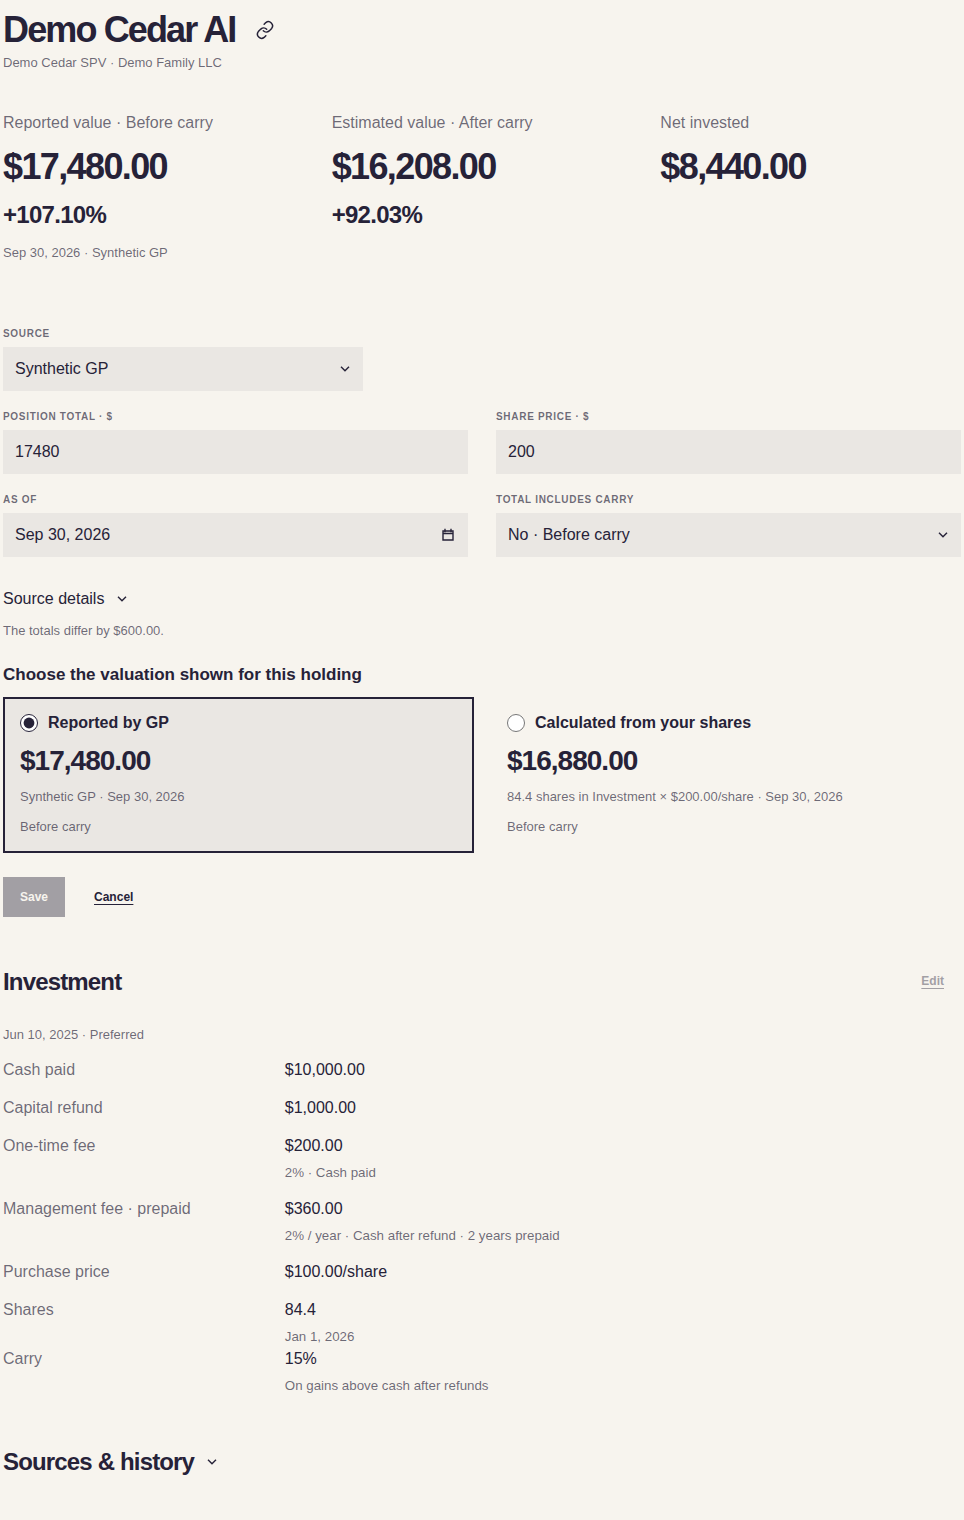 Demo Cedar AI
Demo Cedar SPV · Demo Family LLC
Reported value · Before carry
$17,480.00
+107.10%
Sep 30, 2026 · Synthetic GP
Estimated value · After carry
$16,208.00
+92.03%
Net invested
$8,440.00
SOURCE
Synthetic GP
POSITION TOTAL · $
17480
SHARE PRICE · $
200
AS OF
Sep 30, 2026
TOTAL INCLUDES CARRY
No · Before carry
Source details
The totals differ by $600.00.
Choose the valuation shown for this holding
Reported by GP
$17,480.00
Synthetic GP · Sep 30, 2026
Before carry
Calculated from your shares
$16,880.00
84.4 shares in Investment × $200.00/share · Sep 30, 2026
Before carry
Save
Cancel
Investment
Edit
Jun 10, 2025 · Preferred
Cash paid
$10,000.00
Capital refund
$1,000.00
One-time fee
$200.00
2% · Cash paid
Management fee · prepaid
$360.00
2% / year · Cash after refund · 2 years prepaid
Purchase price
$100.00/share
Shares
84.4
Jan 1, 2026
Carry
15%
On gains above cash after refunds
Sources & history